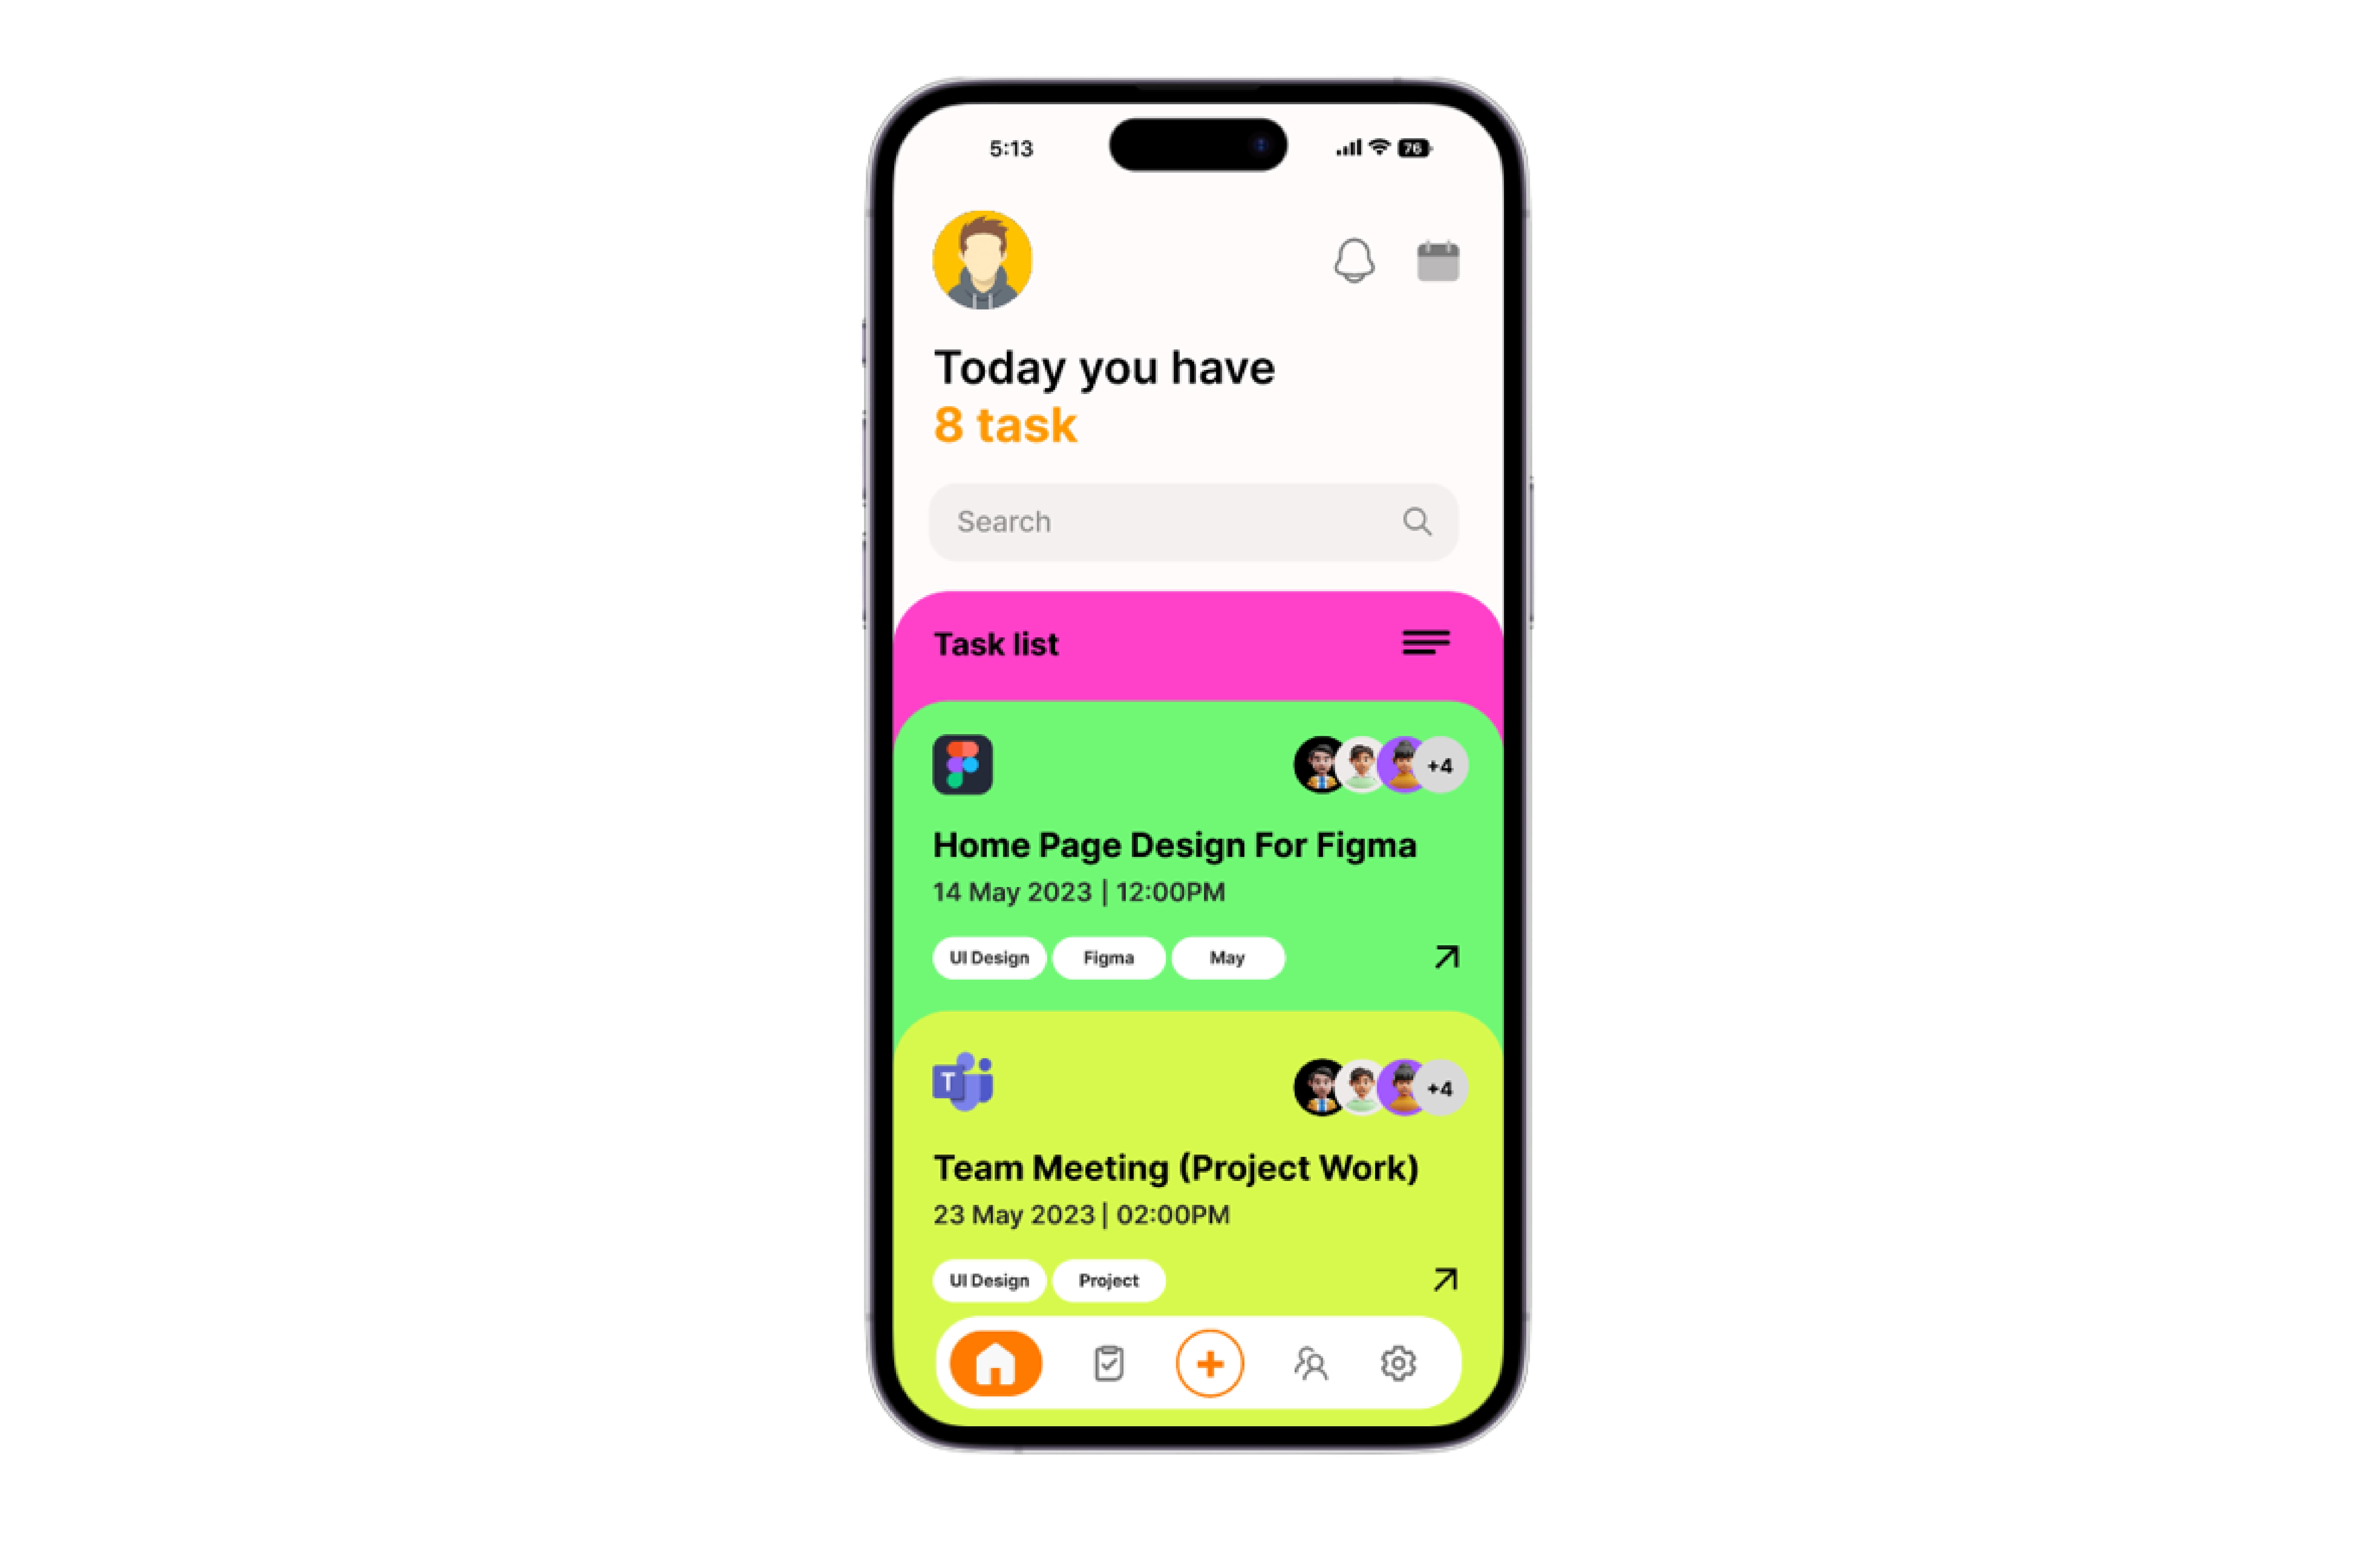 5:13
76
Today you have
8 task
Search
Task list
+4
Home Page Design For Figma
14 May 2023 | 12:00PM
UI Design Figma May
T
+4
Team Meeting (Project Work)
23 May 2023 | 02:00PM
UI Design Project